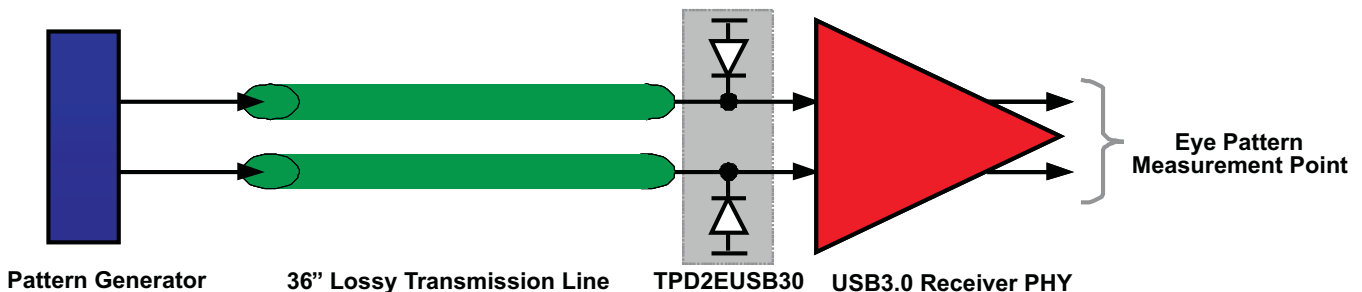 Eye Pattern
Measurement Point
Pattern Generator
36” Lossy Transmission Line
TPD2EUSB30
USB3.0 Receiver PHY